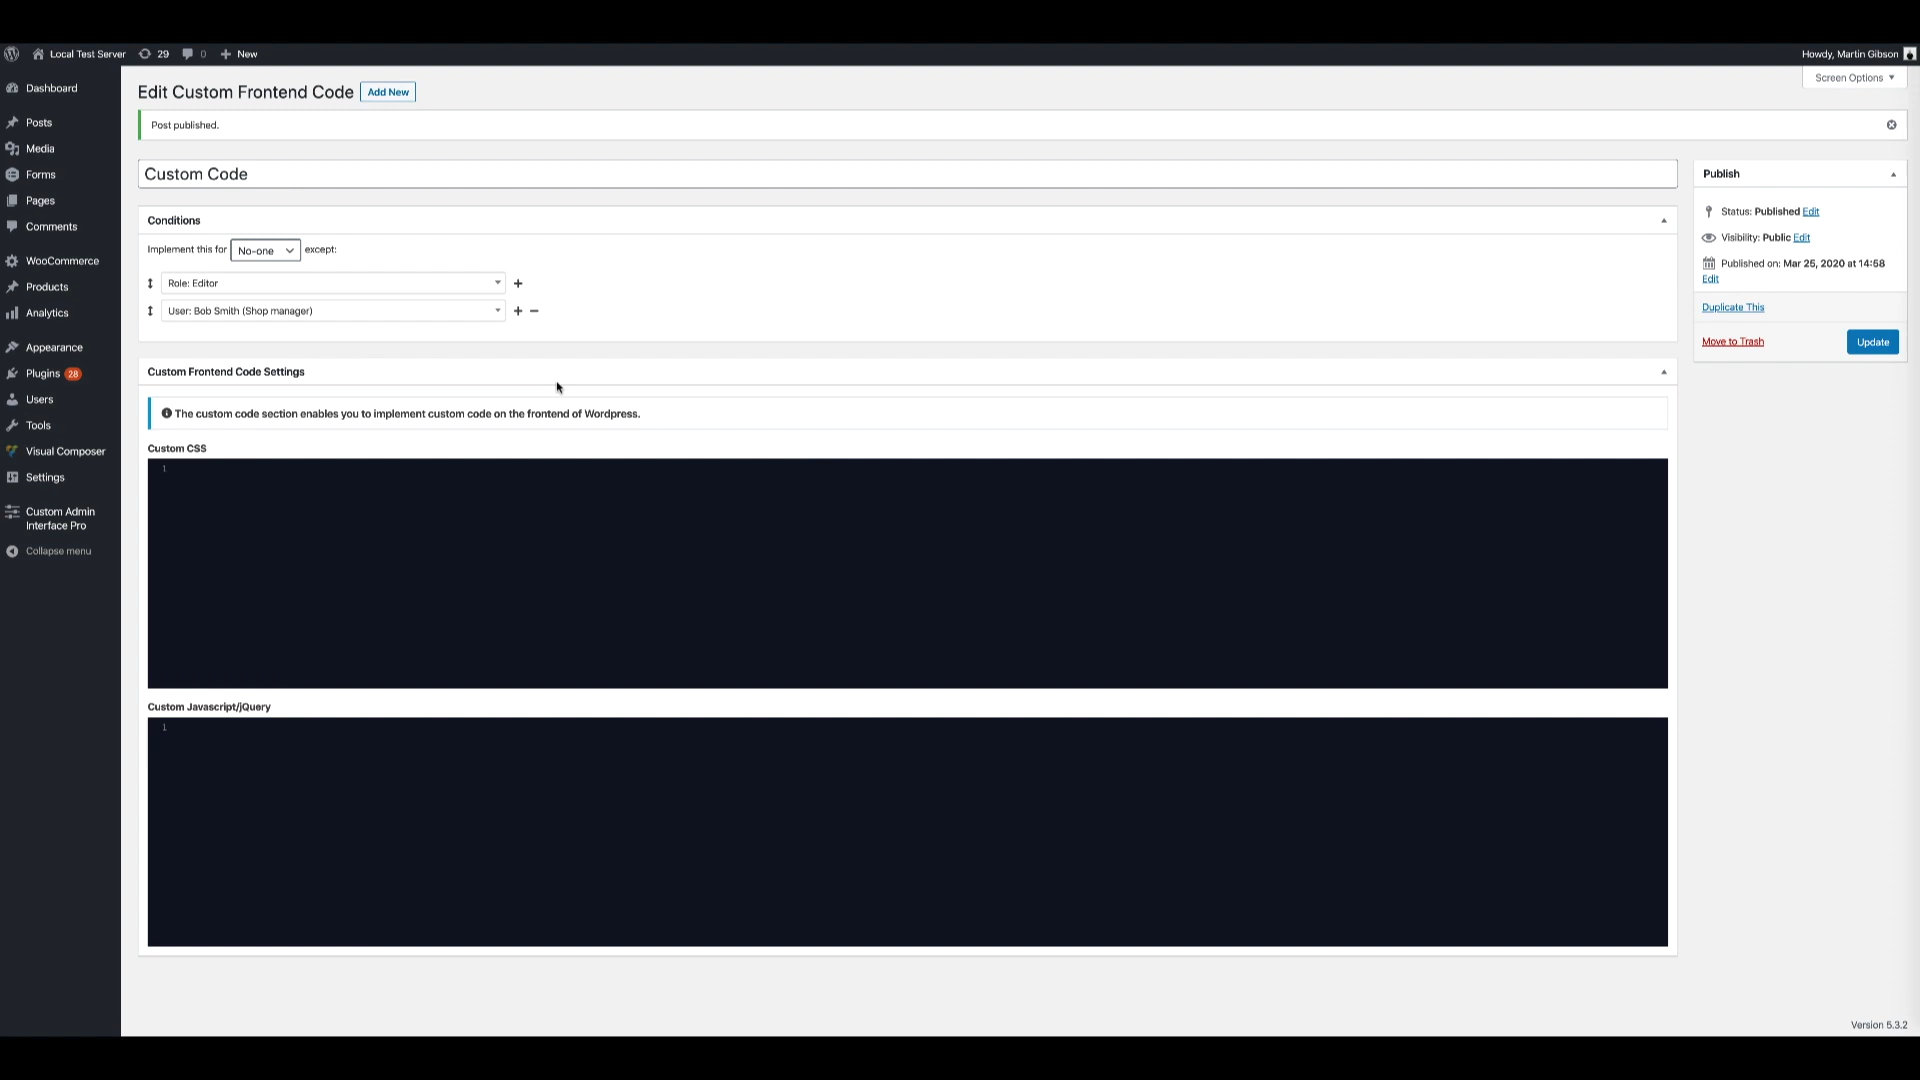 Local Test Server 29 0 New Howdy, Martin Gibson
Screen Options
Dashboard
Posts
Media
Forms
Pages
Comments
WooCommerce
Products
Analytics
Appearance
Plugins 28
Users
Tools
Visual Composer
Settings
Custom Admin
Interface Pro
Collapse menu
Edit Custom Frontend Code Add New
Post published.
Custom Code
Conditions
Implement this for No-one except:
Role: Editor
User: Bob Smith (Shop manager)
Custom Frontend Code Settings
The custom code section enables you to implement custom code on the frontend of Wordpress.
Custom CSS
1
Custom Javascript/jQuery
1
Publish
Status: Published Edit
Visibility: Public Edit
Published on: Mar 25, 2020 at 14:58
Edit
Duplicate This
Move to Trash Update
Version 5.3.2